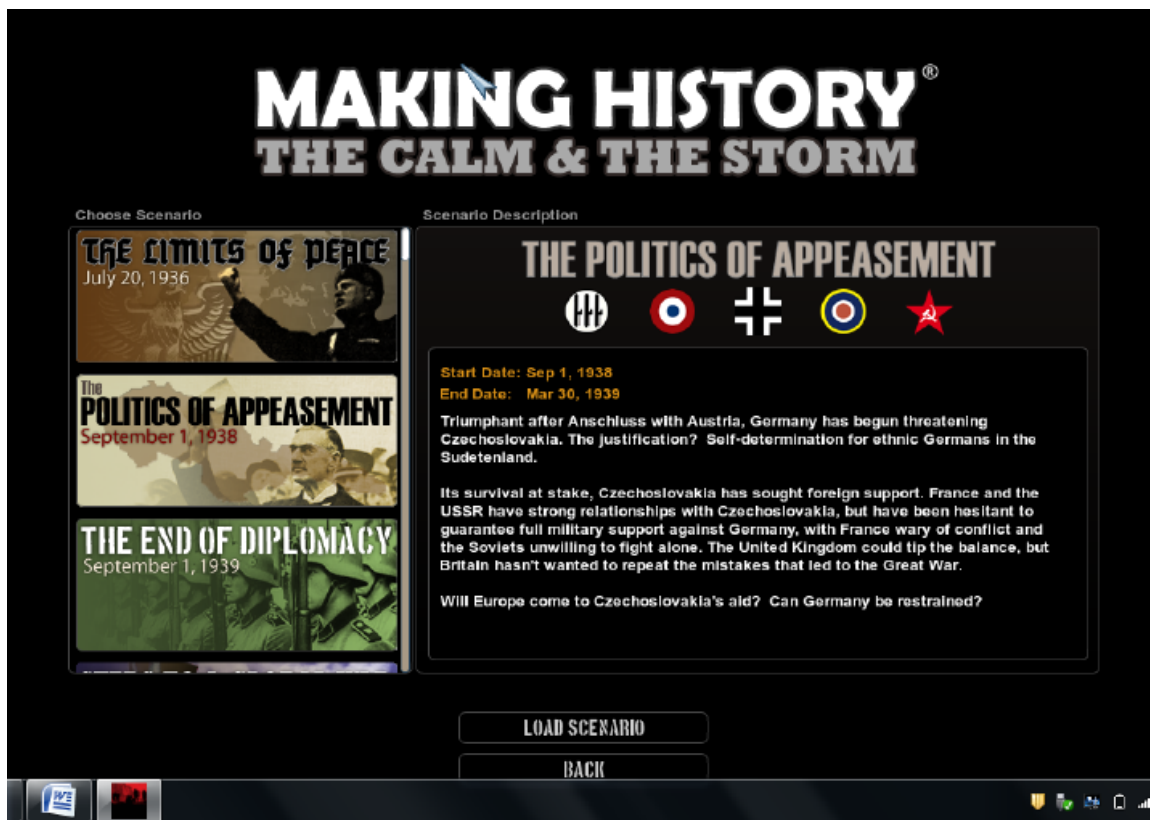 MAKING HISTORY®
THE CALM & THE STORM
Choose Scenario
THE LIMITS OF PEACE
July 20, 1936
The
POLITICS OF APPEASEMENT
September 1, 1938
THE END OF DIPLOMACY
September 1, 1939
Scenario Description
THE POLITICS OF APPEASEMENT
Start Date: Sep 1, 1938
End Date: Mar 30, 1939
Triumphant after Anschluss with Austria, Germany has begun threatening
Czechoslovakia. The justification? Self-determination for ethnic Germans in the
Sudetenland.
Its survival at stake, Czechoslovakia has sought foreign support. France and the
USSR have strong relationships with Czechoslovakia, but have been hesitant to
guarantee full military support against Germany, with France wary of conflict and
the Soviets unwilling to fight alone. The United Kingdom could tip the balance, but
Britain hasn't wanted to repeat the mistakes that led to the Great War.
Will Europe come to Czechoslovakia's aid? Can Germany be restrained?
LOAD SCENARIO
BACK